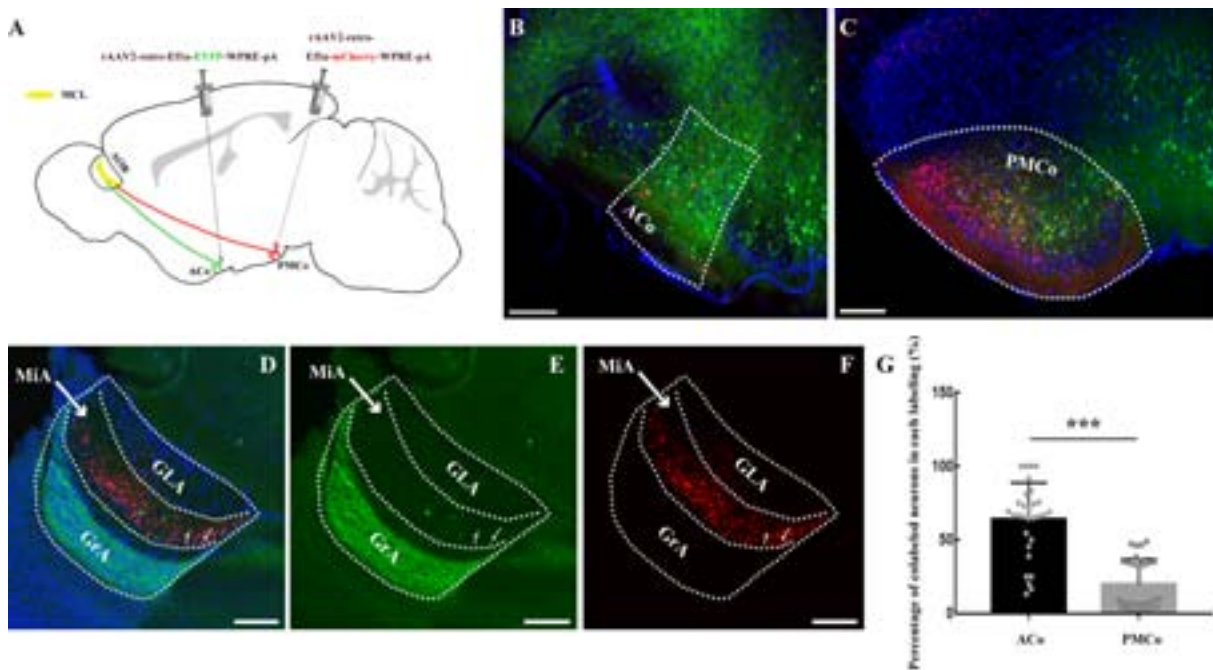 A
rAAV2-retro-
rAAV2-retro-Ef1α-EYFP-WPRE-pA
Ef1α-mCherry-WPRE-pA
MCL
AOB
ACo
PMCo
B
ACo
C
PMCo
D
MiA
GLA
GrA
E
MiA
GLA
GrA
F
MiA
GLA
GrA
G
Percentage of colabeled neurons in each labeling (%)
150
100
50
0
***
ACo
PMCo